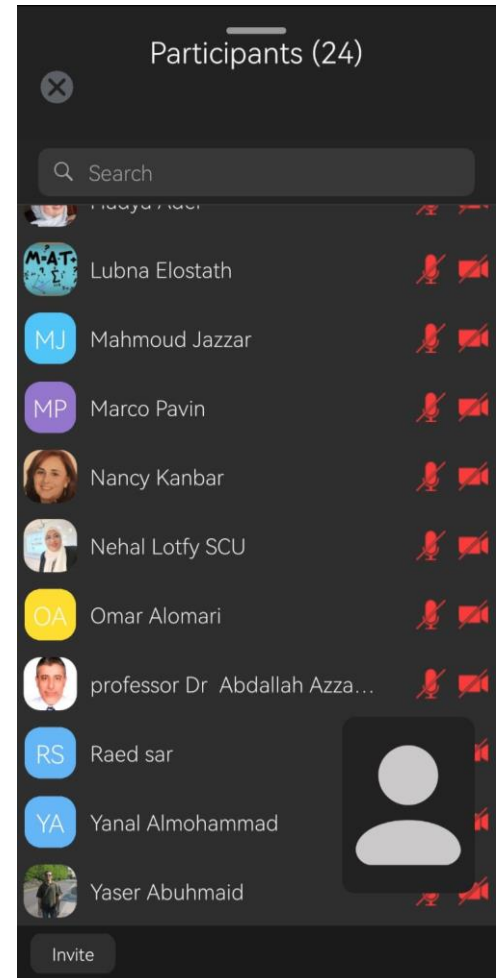 Participants (24)
Search
Lubna Elostath
MJ Mahmoud Jazzar
MP Marco Pavin
Nancy Kanbar
Nehal Lotfy SCU
OA Omar Alomari
professor Dr Abdallah Azza...
RS Raed sar
YA Yanal Almohammad
Yaser Abuhmaid
Invite